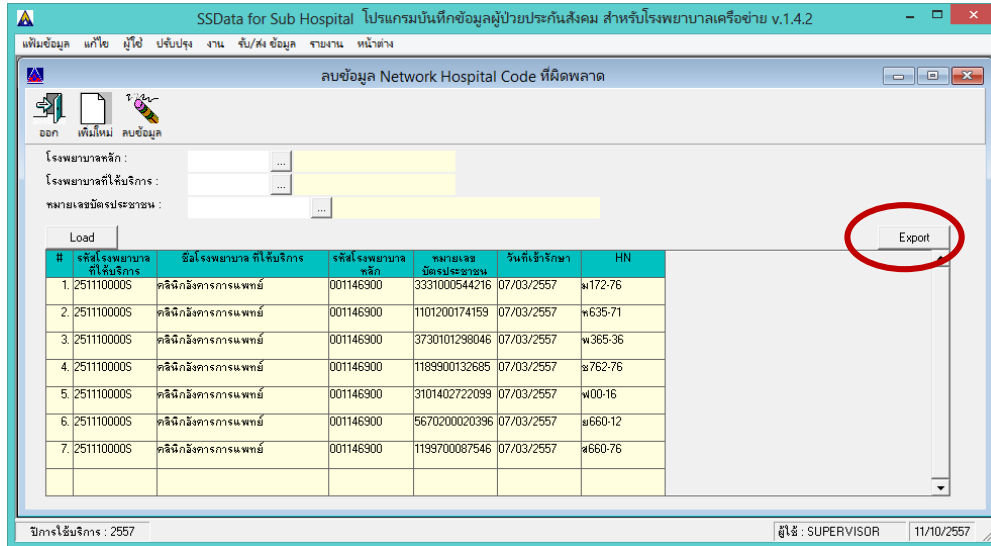 SSData for Sub Hospital โปรแกรมบันทึกข้อมูลผู้ป่วยประกันสังคม สำหรับโรงพยาบาลเครือข่าย v.1.4.2
แฟ้มข้อมูล แก้ไข ผู้ใช้ ปรับปรุง งาน รับ/ส่ง ข้อมูล รายงาน หน้าต่าง
ลบข้อมูล Network Hospital Code ที่ผิดพลาด
ออก เพิ่มใหม่ ลบข้อมูล
โรงพยาบาลหลัก : ...
โรงพยาบาลที่ให้บริการ : ...
หมายเลขบัตรประชาชน : ...
Load Export
# รหัสโรงพยาบาลที่ให้บริการ ชื่อโรงพยาบาล ที่ให้บริการ รหัสโรงพยาบาลหลัก หมายเลขบัตรประชาชน วันที่เข้ารักษา HN
1. 251110000S คลินิกอังคารการแพทย์ 001146900 3331000544216 07/03/2557 ม172-76
2. 251110000S คลินิกอังคารการแพทย์ 001146900 1101200174159 07/03/2557 ท635-71
3. 251110000S คลินิกอังคารการแพทย์ 001146900 3730101298046 07/03/2557 พ365-36
4. 251110000S คลินิกอังคารการแพทย์ 001146900 1189900132685 07/03/2557 ช762-76
5. 251110000S คลินิกอังคารการแพทย์ 001146900 3101402722099 07/03/2557 ฟ00-16
6. 251110000S คลินิกอังคารการแพทย์ 001146900 5670200020396 07/03/2557 ย660-12
7. 251110000S คลินิกอังคารการแพทย์ 001146900 1199700087546 07/03/2557 ส660-76
ปีการใช้บริการ : 2557 ผู้ใช้ : SUPERVISOR 11/10/2557